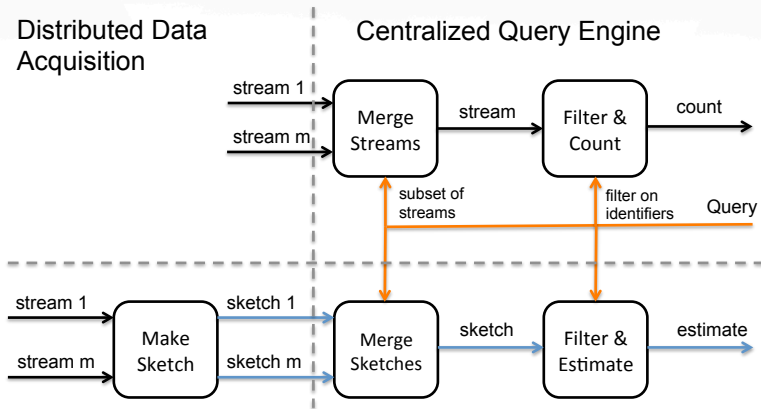 Distributed Data
Acquisition
Centralized Query Engine
stream 1
stream m
Merge
Streams
stream
Filter &
Count
count
subset of
streams
filter on
identifiers
Query
stream 1
stream m
Make
Sketch
sketch 1
sketch m
Merge
Sketches
sketch
Filter &
Estimate
estimate